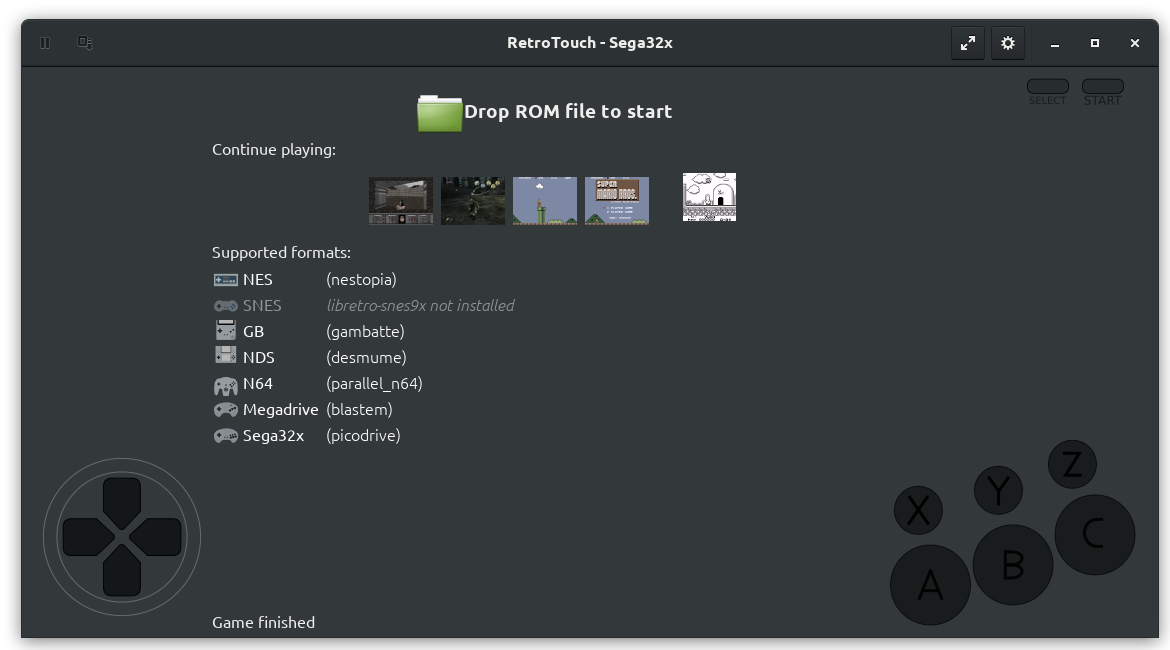 RetroTouch - Sega32x
SELECT
START
Drop ROM file to start
Continue playing:
SUPER
MARIO BROS.
Supported formats:
NES (nestopia)
SNES libretro-snes9x not installed
GB (gambatte)
NDS (desmume)
N64 (parallel_n64)
Megadrive (blastem)
Sega32x (picodrive)
Z
Y
X
C
B
A
Game finished